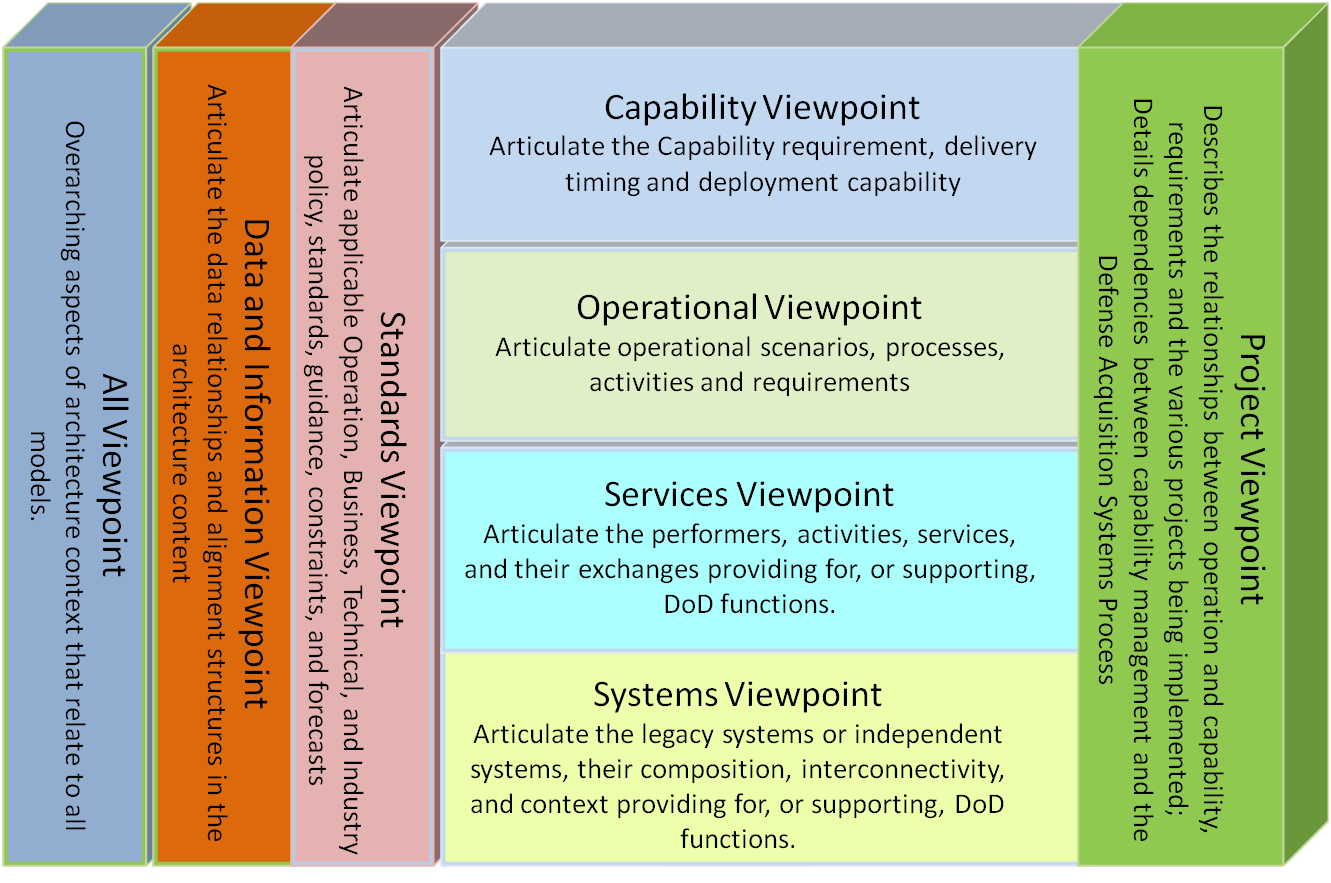 All Viewpoint
Overarching aspects of architecture context that relate to all
models.
Data and Information Viewpoint
Articulate the data relationships and alignment structures in the
architecture content
Standards Viewpoint
Articulate applicable Operation, Business, Technical, and Industry
policy, standards, guidance, constraints, and forecasts
Capability Viewpoint
Articulate the Capability requirement, delivery
timing and deployment capability
Operational Viewpoint
Articulate operational scenarios, processes,
activities and requirements
Services Viewpoint
Articulate the performers, activities, services,
and their exchanges providing for, or supporting,
DoD functions.
Systems Viewpoint
Articulate the legacy systems or independent
systems, their composition, interconnectivity,
and context providing for, or supporting, DoD
functions.
Project Viewpoint
Describes the relationships between operation and capability,
requirements and the various projects being implemented;
Details dependencies between capability management and the
Defense Acquisition Systems Process